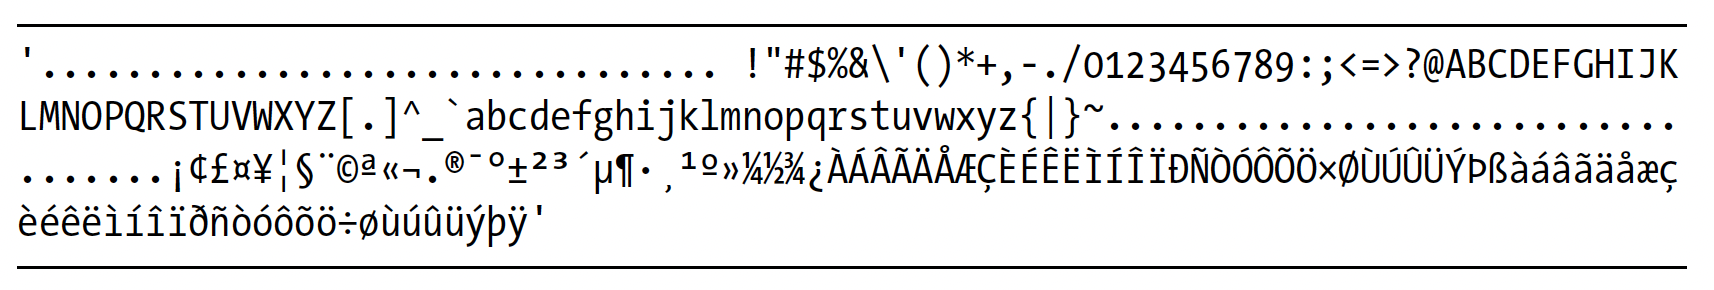 '................................ !"#$%&\'()*+,-./0123456789:;<=>?@ABCDEFGHIJK
LMNOPQRSTUVWXYZ[.]^_`abcdefghijklmnopqrstuvwxyz{|}~...........................
.......¡¢£¤¥¦§¨©ª«¬.®¯°±²³´µ¶·¸¹º»¼½¾¿ÀÁÂÃÄÅÆÇÈÉÊËÌÍÎÏÐÑÒÓÔÕÖ×ØÙÚÛÜÝÞßàáâãäåæç
èéêëìíîïðñòóôõö÷øùúûüýþÿ'